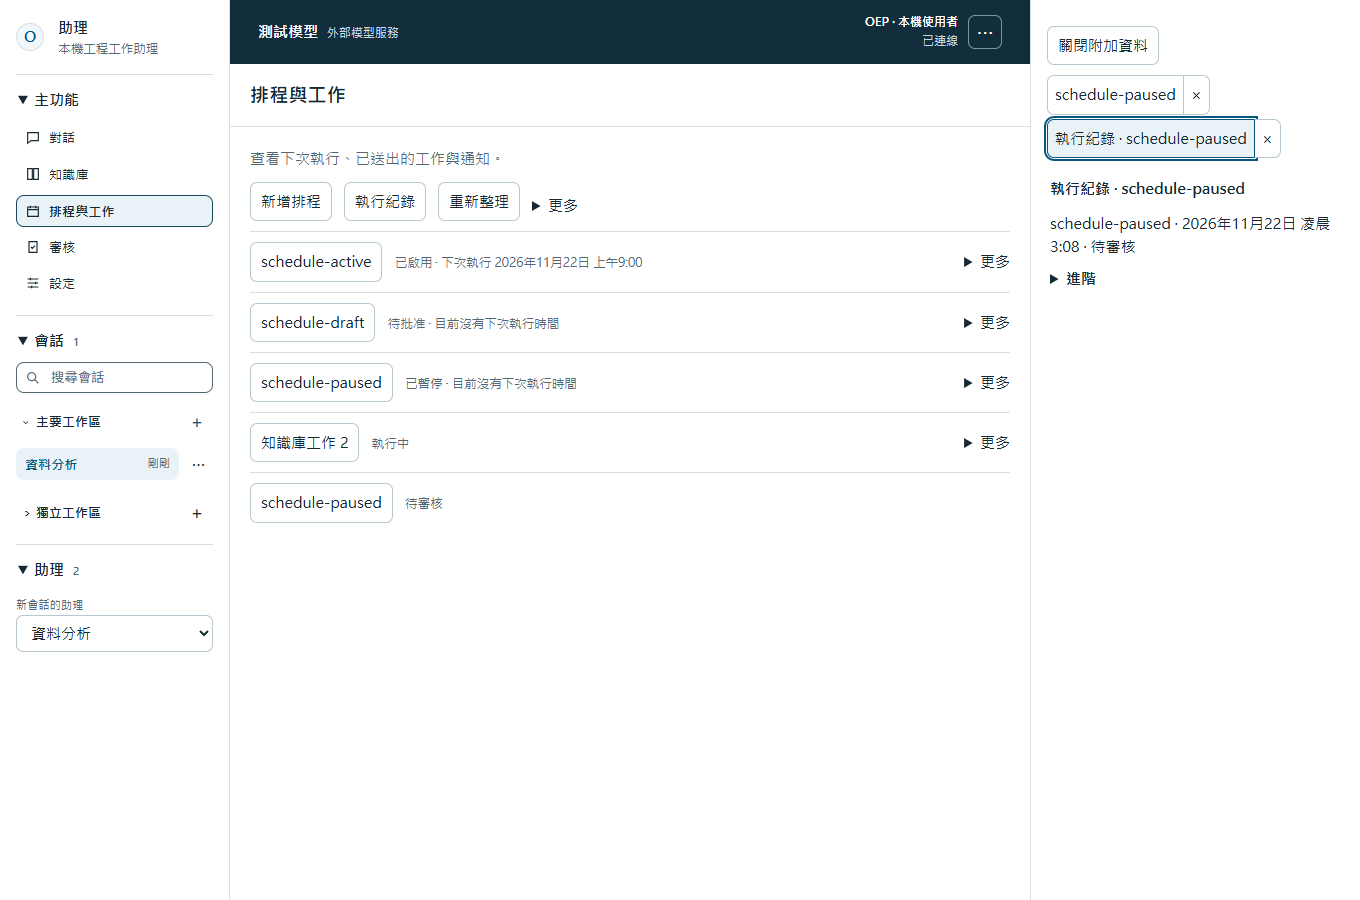 O
助理
本機工程工作助理
▼ 主功能
對話
知識庫
排程與工作
審核
設定
▼ 會話 1
搜尋會話
主要工作區 +
資料分析 剛剛 ...
獨立工作區 +
▼ 助理 2
新會話的助理
資料分析
測試模型 外部模型服務
OEP · 本機使用者
已連線
...
排程與工作
查看下次執行、已送出的工作與通知。
新增排程 執行紀錄 重新整理 ▶ 更多
schedule-active 已啟用 · 下次執行 2026年11月22日 上午9:00 ▶ 更多
schedule-draft 待批准 · 目前沒有下次執行時間 ▶ 更多
schedule-paused 已暫停 · 目前沒有下次執行時間 ▶ 更多
知識庫工作 2 執行中 ▶ 更多
schedule-paused 待審核
關閉附加資料
schedule-paused ×
執行紀錄 · schedule-paused ×
執行紀錄 · schedule-paused
schedule-paused · 2026年11月22日 凌晨
3:08 · 待審核
▶ 進階